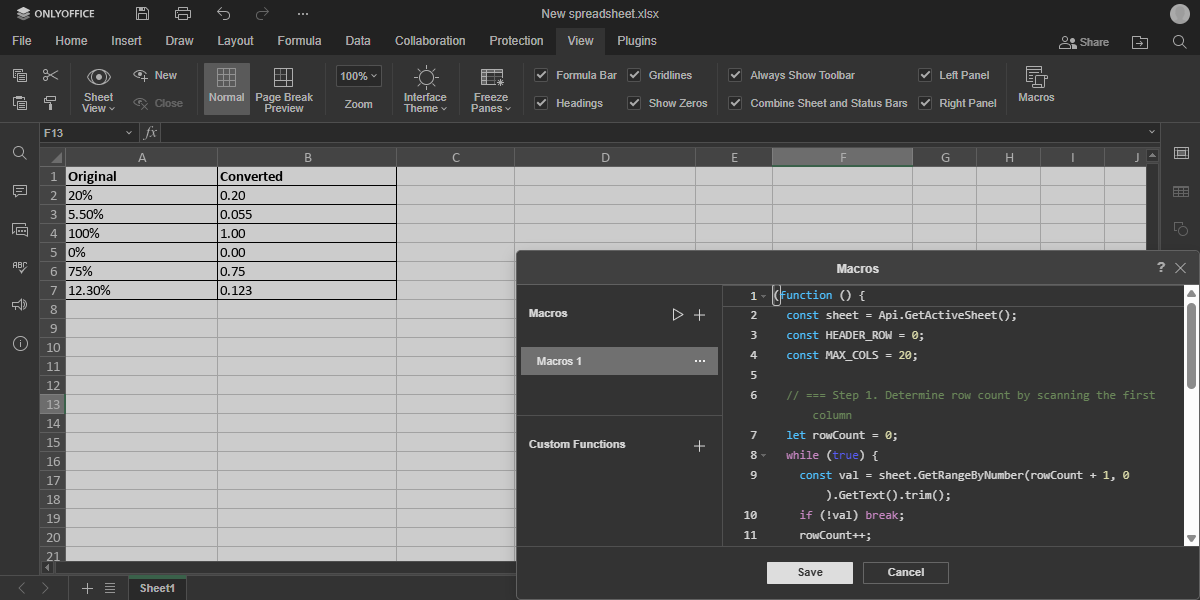 ONLYOFFICE
New spreadsheet.xlsx
File Home Insert Draw Layout Formula Data Collaboration Protection View Plugins Share
Sheet View
New
Close
Normal
Page Break Preview
100%
Zoom
Interface Theme
Freeze Panes
Formula Bar
Headings
Gridlines
Show Zeros
Always Show Toolbar
Combine Sheet and Status Bars
Left Panel
Right Panel
Macros
F13
fx
A B C D E F G H I J
1 Original Converted
2 20% 0.20
3 5.50% 0.055
4 100% 1.00
5 0% 0.00
6 75% 0.75
7 12.30% 0.123
8
9
10
11
12
13
14
15
16
17
18
19
20
21
ABC
Macros
?
Macros
Macros 1
...
Custom Functions
1 (function () {
2 const sheet = Api.GetActiveSheet();
3 const HEADER_ROW = 0;
4 const MAX_COLS = 20;
5
6 // === Step 1. Determine row count by scanning the first
column
7 let rowCount = 0;
8 while (true) {
9 const val = sheet.GetRangeByNumber(rowCount + 1, 0
).GetText().trim();
10 if (!val) break;
11 rowCount++;
Save
Cancel
Sheet1